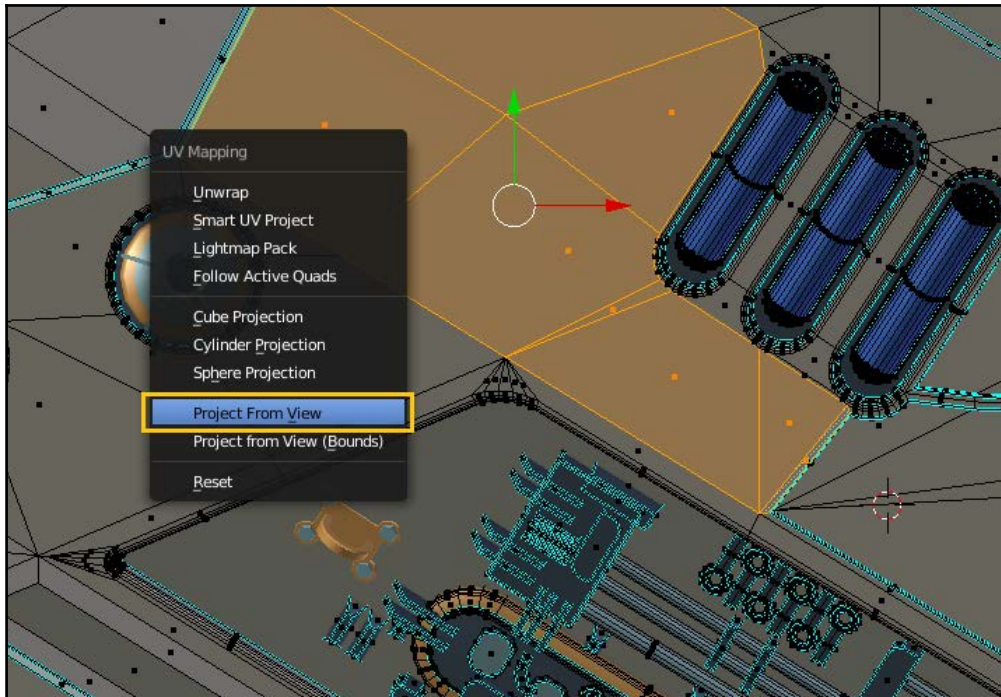 UV Mapping
Unwrap
Smart UV Project
Lightmap Pack
Follow Active Quads
Cube Projection
Cylinder Projection
Sphere Projection
Project From View
Project from View (Bounds)
Reset